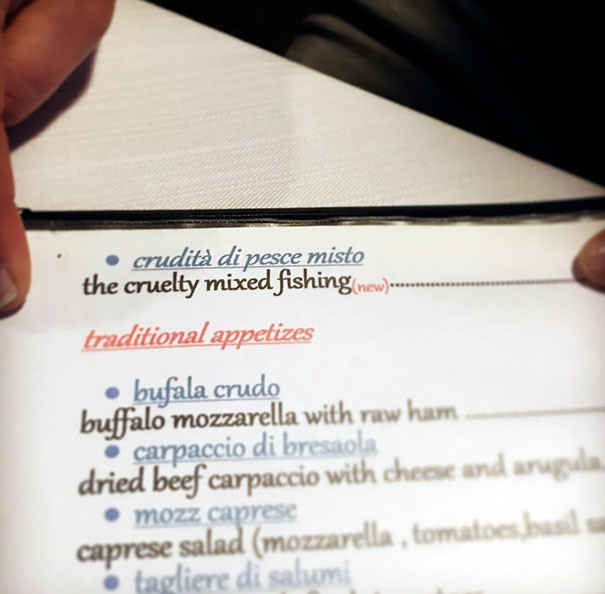 • crudità di pesce misto
the cruelty mixed fishing(new)
traditional appetizes
• bufala crudo
buffalo mozzarella with raw ham
• carpaccio di bresaola
dried beef carpaccio with cheese and arugula
• mozz caprese
caprese salad (mozzarella , tomatoes,basil
• tagliere di salumi